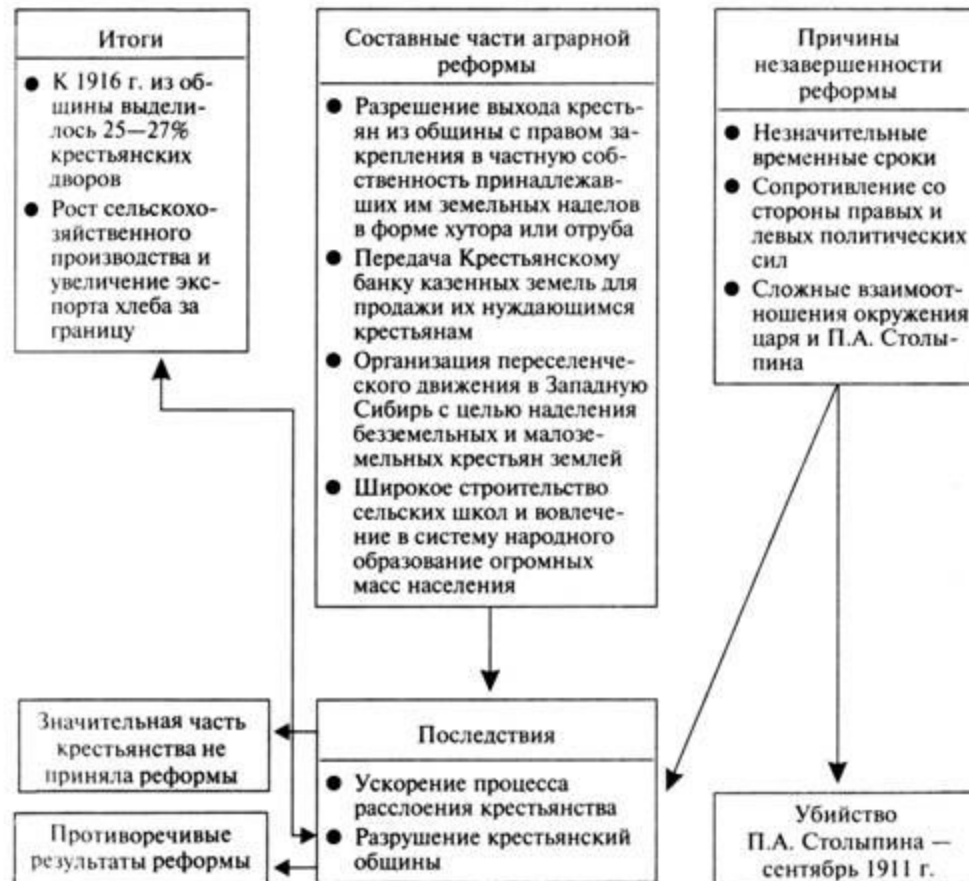 Итоги
● К 1916 г. из об-
щины выдели-
лось 25—27%
крестьянских
дворов
● Рост сельскохо-
зяйственного
производства и
увеличение экс-
порта хлеба за
границу
Составные части аграрной
реформы
● Разрешение выхода кресть-
ян из общины с правом за-
крепления в частную соб-
ственность принадлежав-
ших им земельных наделов
в форме хутора или отруба
● Передача Крестьянскому
банку казенных земель для
продажи их нуждающимся
крестьянам
● Организация переселенче-
ского движения в Западную
Сибирь с целью наделения
безземельных и малозе-
мельных крестьян землей
● Широкое строительство
сельских школ и вовлече-
ние в систему народного
образование огромных
масс населения
Причины
незавершенности
реформы
● Незначительные
временные сроки
● Сопротивление со
стороны правых и
левых политических
сил
● Сложные взаимоот-
ношения окружения
царя и П.А. Столы-
пина
Значительная часть
крестьянства не
приняла реформы
Противоречивые
результаты реформы
Последствия
● Ускорение процесса
расслоения крестьянства
● Разрушение крестьянский
общины
Убийство
П.А. Столыпина —
сентябрь 1911 г.